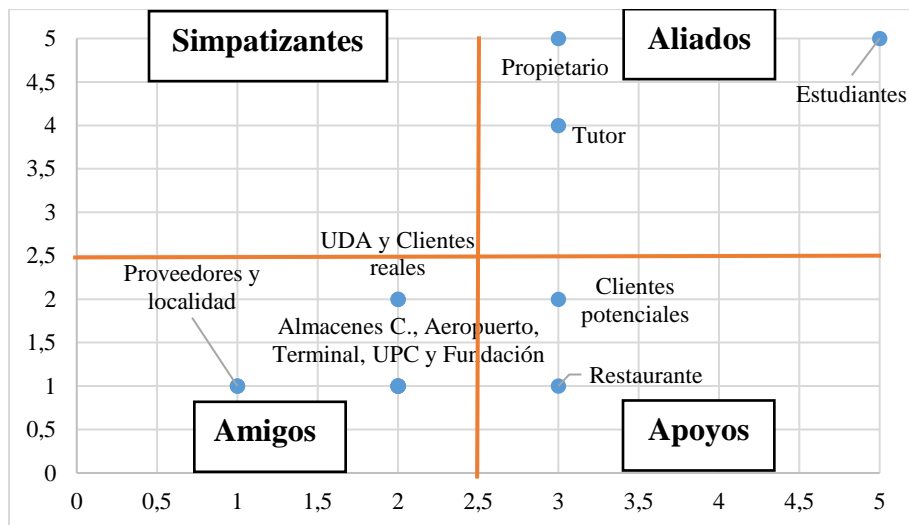 Simpatizantes
Aliados
5
4,5
4
3,5
3
2,5
2
1,5
1
0,5
0
Propietario
Estudiantes
Tutor
UDA y Clientes
reales
Proveedores y
localidad
Clientes
potenciales
Almacenes C., Aeropuerto,
Terminal, UPC y Fundación
Restaurante
Amigos
Apoyos
0
0,5
1
1,5
2
2,5
3
3,5
4
4,5
5